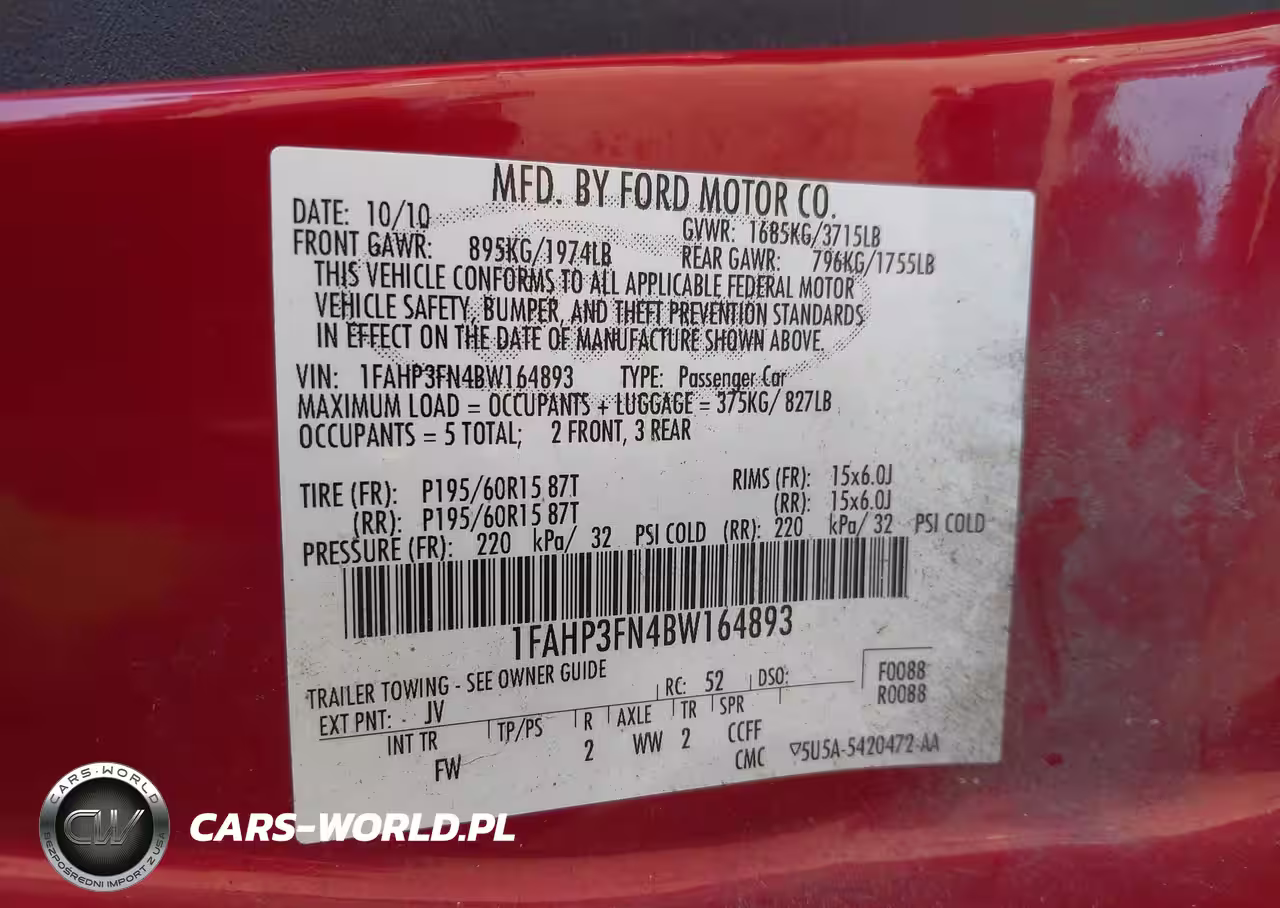 MFD. BY FORD MOTOR CO.
DATE: 10/10 GVWR: 1685KG/3715LB
FRONT GAWR: 895KG/1974LB REAR GAWR: 796KG/1755LB
THIS VEHICLE CONFORMS TO ALL APPLICABLE FEDERAL MOTOR
VEHICLE SAFETY, BUMPER, AND THEFT PREVENTION STANDARDS
IN EFFECT ON THE DATE OF MANUFACTURE SHOWN ABOVE.
VIN: 1FAHP3FN4BW164893 TYPE: Passenger Car
MAXIMUM LOAD = OCCUPANTS + LUGGAGE = 375KG/ 827LB
OCCUPANTS = 5 TOTAL; 2 FRONT, 3 REAR
TIRE (FR): P195/60R15 87T RIMS (FR): 15x6.0J
(RR): P195/60R15 87T (RR): 15x6.0J
PRESSURE (FR): 220 kPa/ 32 PSI COLD (RR): 220 kPa/ 32 PSI COLD
1FAHP3FN4BW164893
TRAILER TOWING - SEE OWNER GUIDE
EXT PNT: JV RC: 52 DSO: F0088
R0088
INT TR TP/PS R AXLE TR SPR
FW 2 WW 2 CCFF
CMC ▽5U5A-5420472-AA
CARS-WORLD
CW
BEZPOŚREDNI IMPORT Z USA
CARS-WORLD.PL